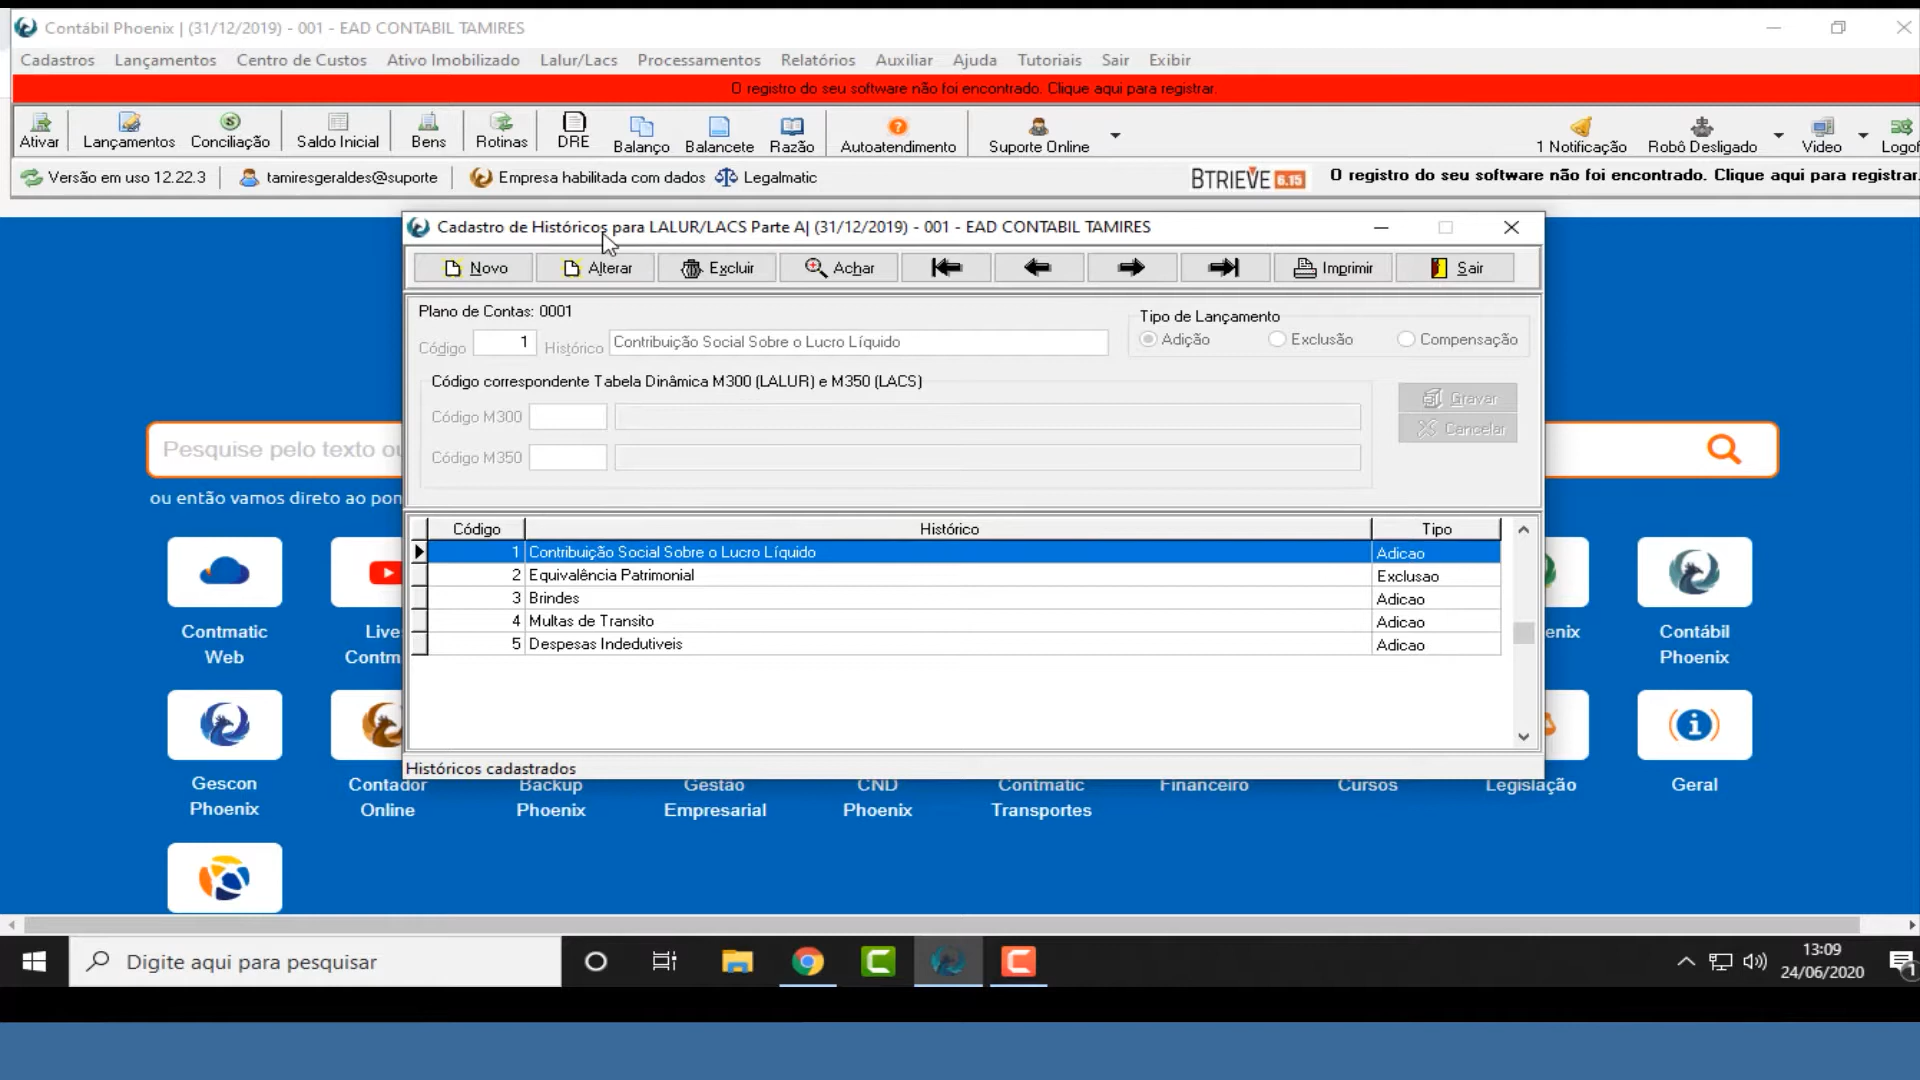 Contábil Phoenix | (31/12/2019) - 001 - EAD CONTABIL TAMIRES
Cadastros Lançamentos Centro de Custos Ativo Imobilizado Lalur/Lacs Processamentos Relatórios Auxiliar Ajuda Tutoriais Sair Exibir
O registro do seu software não foi encontrado. Clique aqui para registrar.
Ativar Lançamentos Conciliação Saldo Inicial Bens Rotinas DRE Balanço Balancete Razão Autoatendimento Suporte Online 1 Notificação Robô Desligado Video Logof
Versão em uso 12.22.3 tamiresgeraldes@suporte Empresa habilitada com dados Legalmatic BTRIEVE 6.15 O registro do seu software não foi encontrado. Clique aqui para registrar.
Cadastro de Históricos para LALUR/LACS Parte A| (31/12/2019) - 001 - EAD CONTABIL TAMIRES
Novo Alterar Excluir Achar Imprimir Sair
Plano de Contas: 0001
Tipo de Lançamento
Código 1 Histórico Contribuição Social Sobre o Lucro Líquido Adição Exclusão Compensação
Código correspondente Tabela Dinâmica M300 (LALUR) e M350 (LACS)
Código M300
Gravar
Cancelar
Código M350
Pesquise pelo texto ou
ou então vamos direto ao pon
Código Histórico Tipo
1 Contribuição Social Sobre o Lucro Líquido Adicao
2 Equivalência Patrimonial Exclusao
3 Brindes Adicao
4 Multas de Transito Adicao
5 Despesas Indedutiveis Adicao
Históricos cadastrados
Contmatic Web
Live Contm
enix
Contábil Phoenix
Gescon Phoenix
Contador Online
Backup Phoenix
Gestão Empresarial
CND Phoenix
Contmatic Transportes
Financeiro
Cursos
Legislação
Geral
Digite aqui para pesquisar
13:09
24/06/2020
1